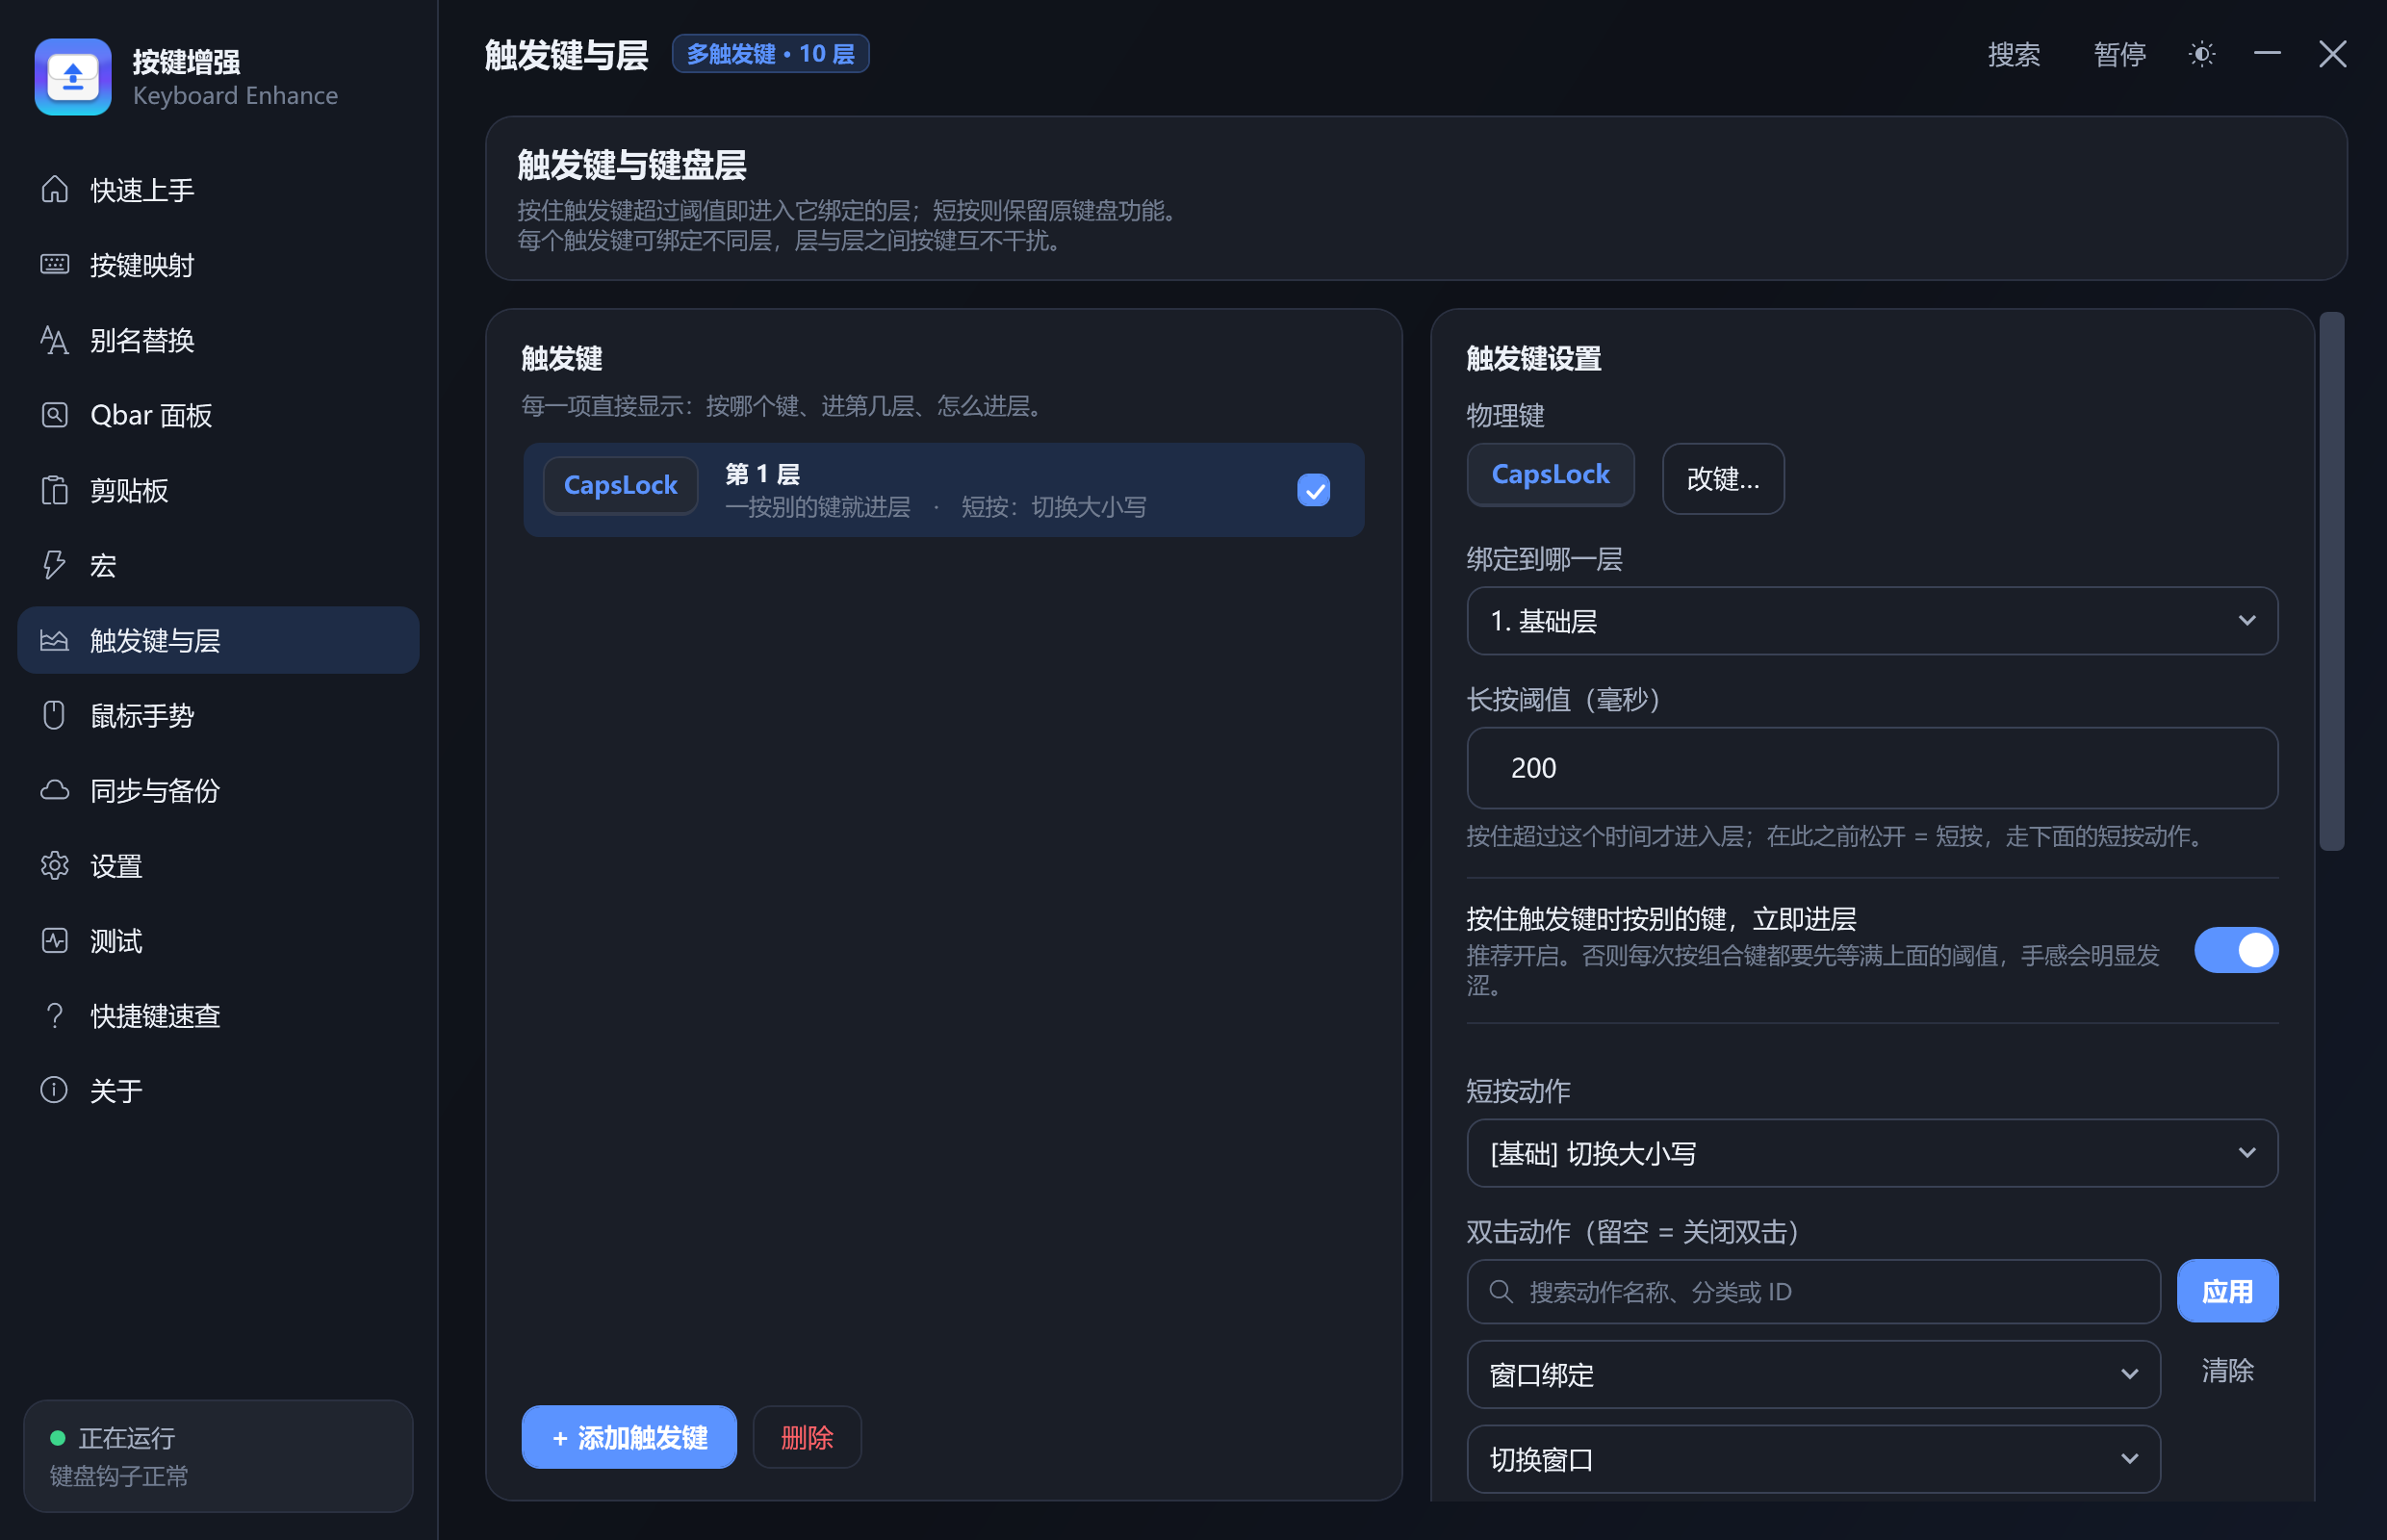 按键增强
Keyboard Enhance
快速上手
按键映射
别名替换
Qbar 面板
剪贴板
宏
触发键与层
鼠标手势
同步与备份
设置
测试
快捷键速查
关于
正在运行
键盘钩子正常
触发键与层
多触发键 • 10 层
搜索
暂停
触发键与键盘层
按住触发键超过阈值即进入它绑定的层；短按则保留原键盘功能。
每个触发键可绑定不同层，层与层之间按键互不干扰。
触发键
每一项直接显示：按哪个键、进第几层、怎么进层。
CapsLock
第 1 层
一按别的键就进层 · 短按：切换大小写
+ 添加触发键
删除
触发键设置
物理键
CapsLock
改键...
绑定到哪一层
1. 基础层
长按阈值（毫秒）
200
按住超过这个时间才进入层；在此之前松开 = 短按，走下面的短按动作。
按住触发键时按别的键，立即进层
推荐开启。否则每次按组合键都要先等满上面的阈值，手感会明显发
涩。
短按动作
[基础] 切换大小写
双击动作（留空 = 关闭双击）
搜索动作名称、分类或 ID
应用
窗口绑定
清除
切换窗口